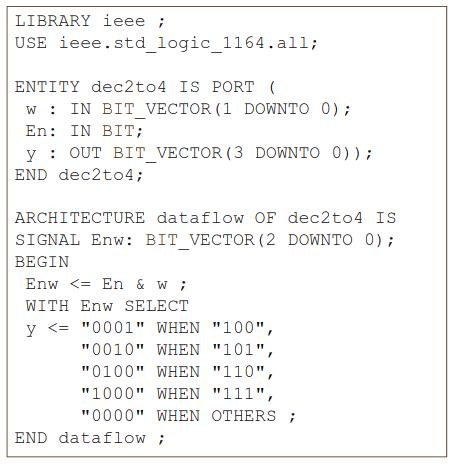 LIBRARY ieee ;
USE ieee.std_logic_1164.all;
ENTITY dec2to4 IS PORT (
w : IN BIT_VECTOR(1 DOWNTO 0);
En: IN BIT;
y : OUT BIT_VECTOR(3 DOWNTO 0));
END dec2to4;
ARCHITECTURE dataflow OF dec2to4 IS
SIGNAL Enw: BIT_VECTOR(2 DOWNTO 0);
BEGIN
Enw <= En & w ;
WITH Enw SELECT
y <= "0001" WHEN "100",
"0010" WHEN "101",
"0100" WHEN "110",
"1000" WHEN "111",
"0000" WHEN OTHERS ;
END dataflow ;